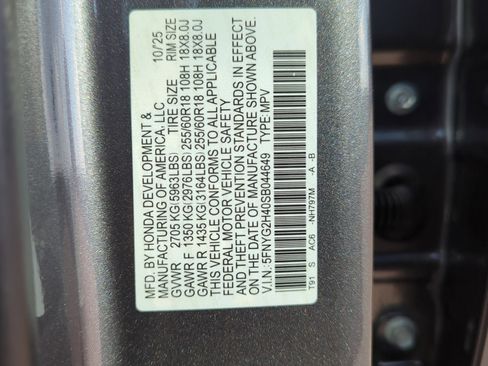 MFD. BY HONDA DEVELOPMENT &
MANUFACTURING OF AMERICA, LLC 10/25
GVWR 2705 KG(5963LBS) TIRE SIZE RIM SIZE
GAWR F 1350 KG(2976LBS) 255/60R18 108H 18X8.0J
GAWR R 1435 KG(3164LBS) 255/60R18 108H 18X8.0J
THIS VEHICLE CONFORMS TO ALL APPLICABLE
FEDERAL MOTOR VEHICLE SAFETY
AND THEFT PREVENTION STANDARDS IN EFFECT
ON THE DATE OF MANUFACTURE SHOWN ABOVE.
V.I.N. 5FNYG2H40SB044649 TYPE:MPV
T91 S AC6 -NH797M -A -B